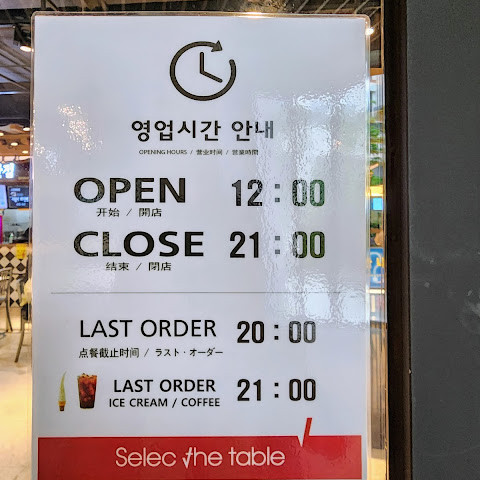 영업시간 안내
OPENING HOURS / 营业时间 / 営業時間
OPEN 12 : 00
开始 / 開店
CLOSE 21 : 00
结束 / 閉店
LAST ORDER 20 : 00
点餐截止时间 / ラスト・オーダー
LAST ORDER 21 : 00
ICE CREAM / COFFEE
Selec the table